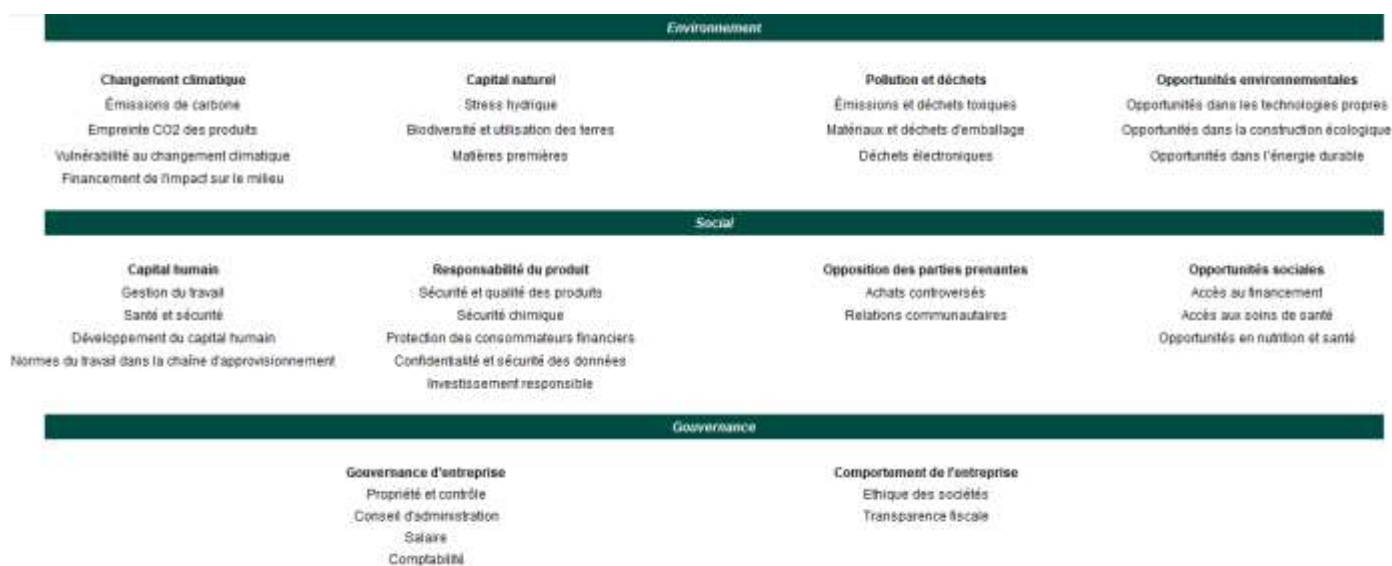 Environnement
Changement climatique
Émissions de carbone
Empreinte CO2 des produits
Vulnérabilité au changement climatique
Financement de l'impact sur le milieu
Capital naturel
Stress hydrique
Biodiversité et utilisation des terres
Matières premières
Pollution et déchets
Émissions et déchets toxiques
Matériaux et déchets d'emballage
Déchets électroniques
Opportunités environnementales
Opportunités dans les technologies propres
Opportunités dans la construction écologique
Opportunités dans l'énergie durable
Social
Capital humain
Gestion du travail
Santé et sécurité
Développement du capital humain
Normes du travail dans la chaîne d'approvisionnement
Responsabilité du produit
Sécurité et qualité des produits
Sécurité chimique
Protection des consommateurs financiers
Confidentialité et sécurité des données
Investissement responsable
Opposition des parties prenantes
Achats controversés
Relations communautaires
Opportunités sociales
Accès au financement
Accès aux soins de santé
Opportunités en nutrition et santé
Gouvernance
Gouvernance d'entreprise
Propriété et contrôle
Conseil d'administration
Salaire
Comptabilité
Comportement de l'entreprise
Ethique des sociétés
Transparence fiscale